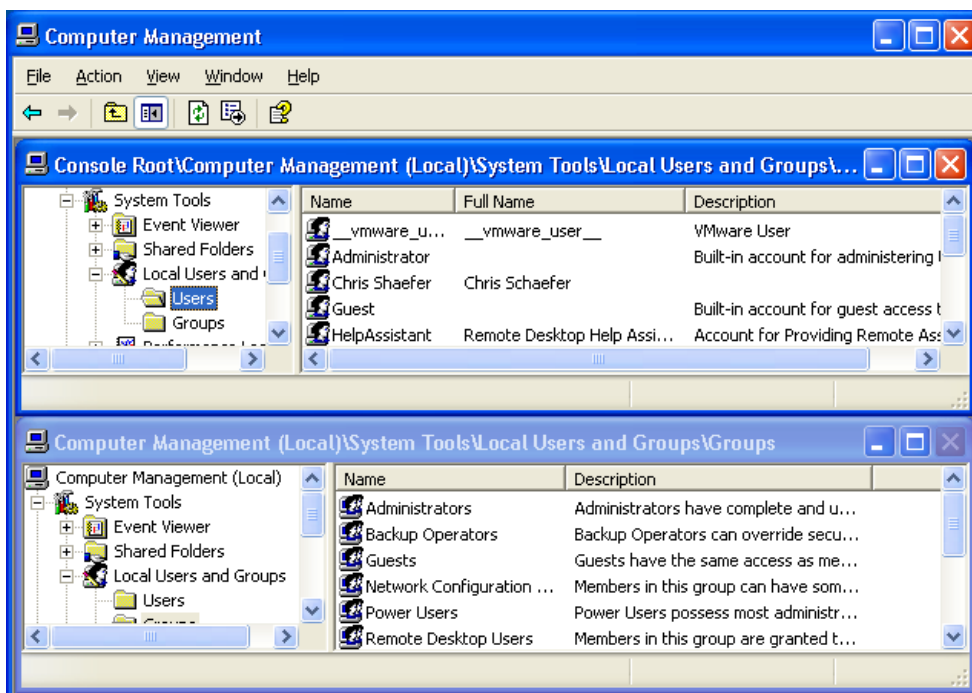 Computer Management
File Action View Window Help
Console Root\Computer Management (Local)\System Tools\Local Users and Groups\...
System Tools
Event Viewer
Shared Folders
Local Users and
Users
Groups
Name Full Name Description
__vmware_u... __vmware_user__ VMware User
Administrator Built-in account for administering
Chris Shaefer Chris Schaefer
Guest Built-in account for guest access t
HelpAssistant Remote Desktop Help Assi... Account for Providing Remote Ass
Computer Management (Local)\System Tools\Local Users and Groups\Groups
Computer Management (Local)
System Tools
Event Viewer
Shared Folders
Local Users and Groups
Users
Name Description
Administrators Administrators have complete and u...
Backup Operators Backup Operators can override secu...
Guests Guests have the same access as me...
Network Configuration ... Members in this group can have som...
Power Users Power Users possess most administr...
Remote Desktop Users Members in this group are granted t...